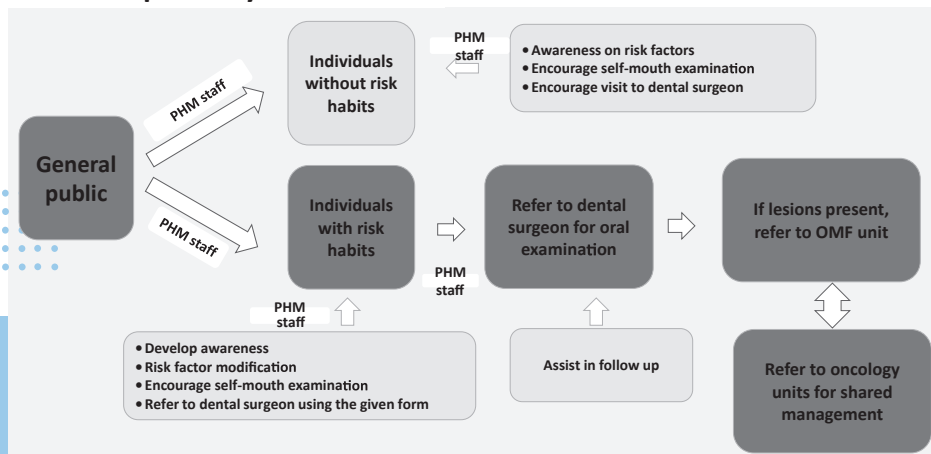 General
public
PHM staff
PHM staff
Individuals
without risk
habits
PHM
staff
• Awareness on risk factors
• Encourage self-mouth examination
• Encourage visit to dental surgeon
Individuals
with risk
habits
PHM
staff
Refer to dental
surgeon for oral
examination
If lesions present,
refer to OMF unit
PHM
staff
• Develop awareness
• Risk factor modification
• Encourage self-mouth examination
• Refer to dental surgeon using the given form
Assist in follow up
Refer to oncology
units for shared
management